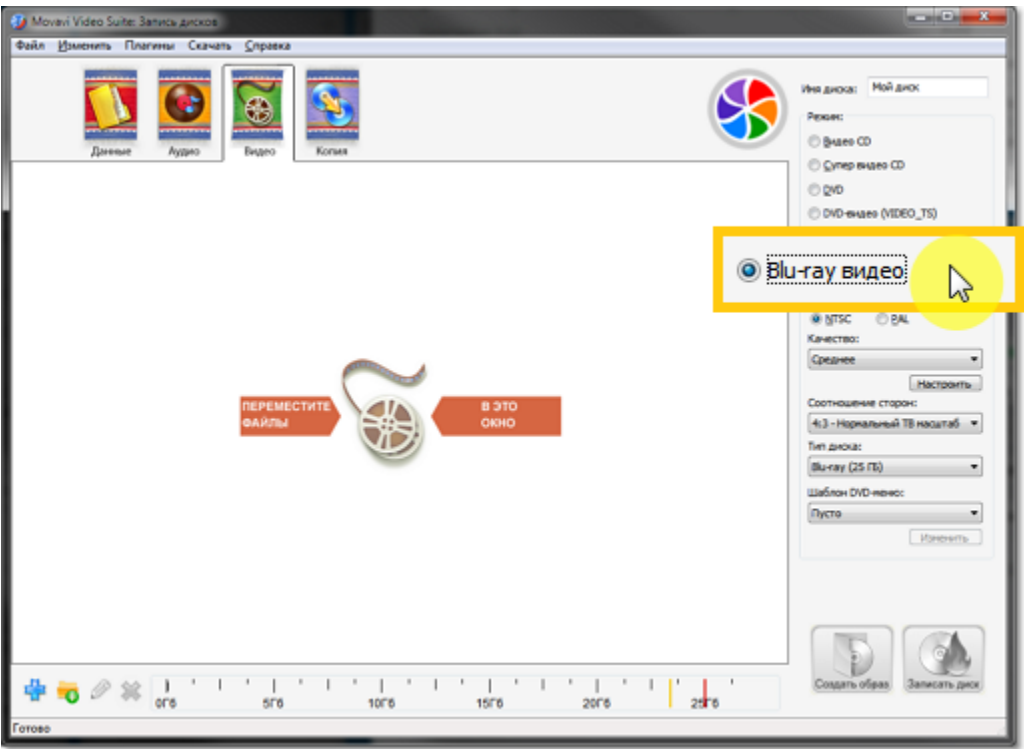 Movavi Video Suite: Запись дисков
Файл Изменить Плагины Скачать Справка
Данные Аудио Видео Копия
Имя диска: Мой диск
Режим:
Видео CD
Супер видео CD
DVD
DVD-видео (VIDEO_TS)
Blu-ray видео
NTSC PAL
Качество:
Среднее
Настроить
Соотношение сторон:
4:3 - Нормальный ТВ масштаб
Тип диска:
Blu-ray (25 Гб)
Шаблон DVD-меню:
Пусто
Изменить
ПЕРЕМЕСТИТЕ
ФАЙЛЫ
В ЭТО
ОКНО
Создать образ Записать диск
0Гб 5Гб 10Гб 15Гб 20Гб 25Гб
Готово